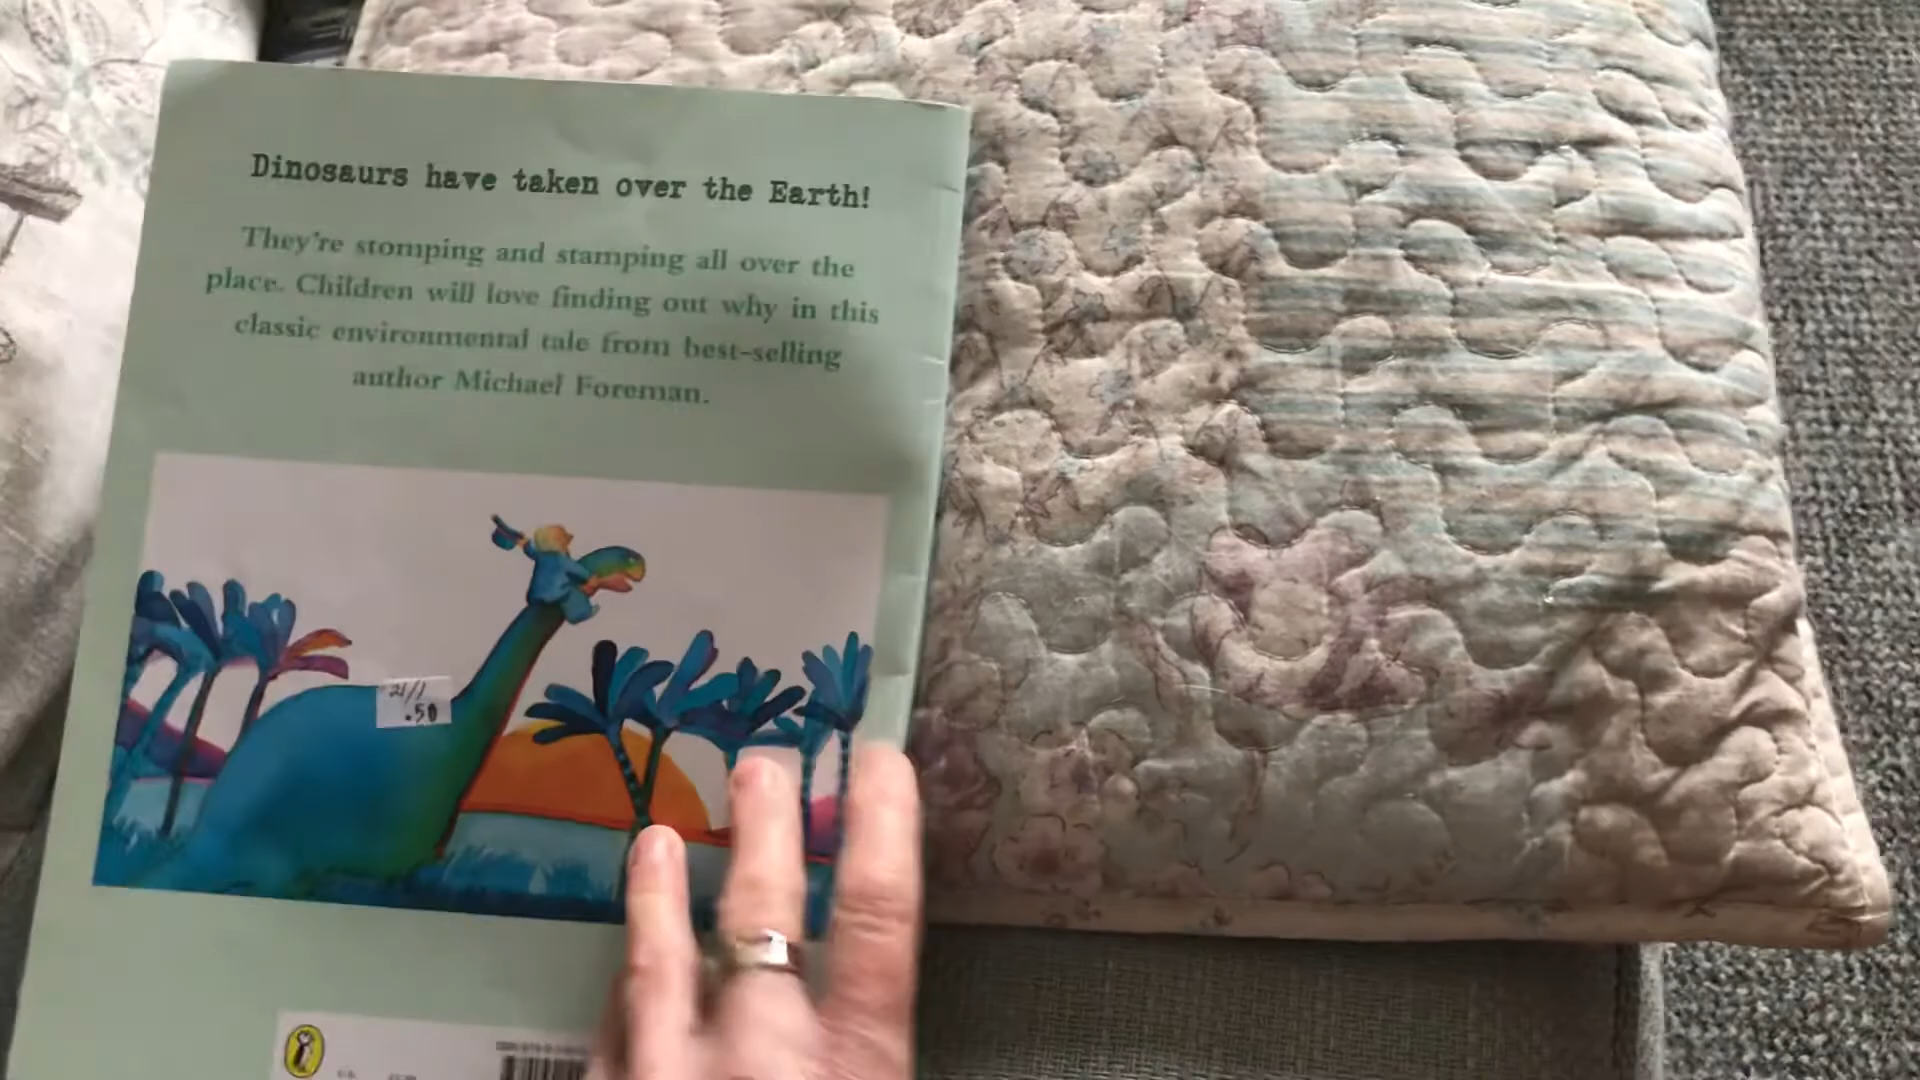 Dinosaurs have taken over the Earth!
They're stomping and stamping all over the
place. Children will love finding out why in this
classic environmental tale from best-selling
author Michael Foreman.
21/1
.50